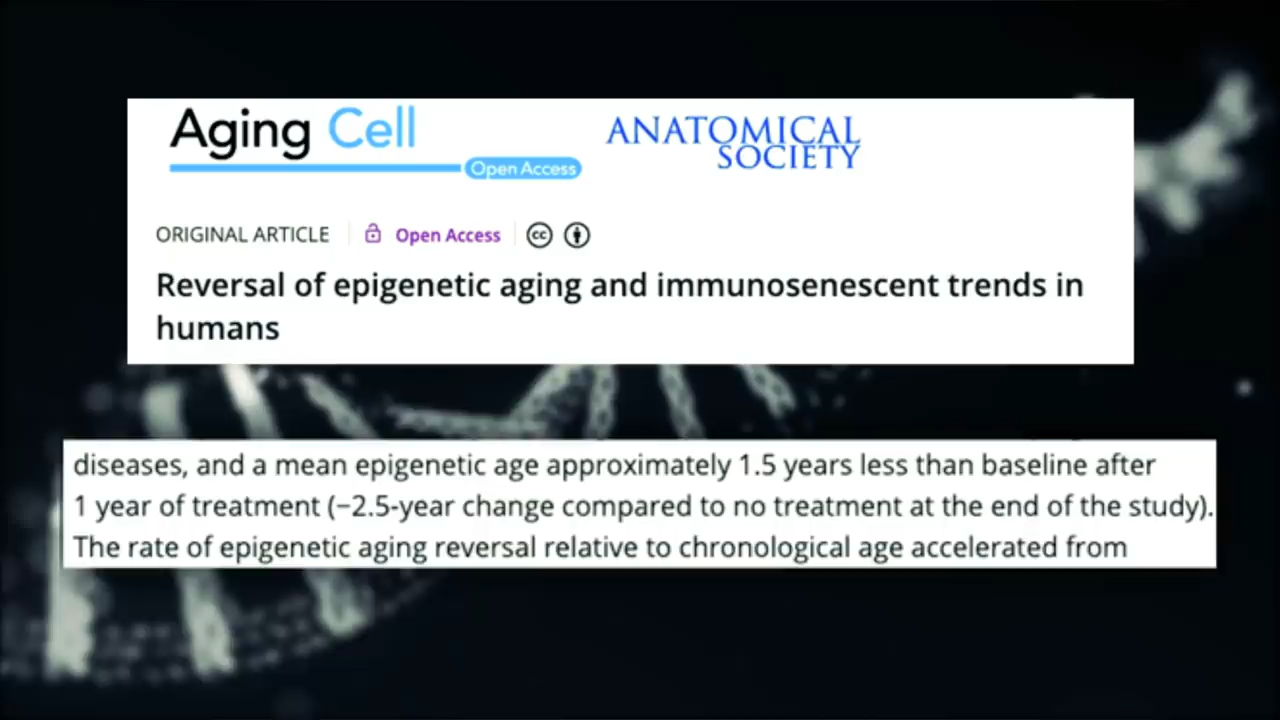 Aging Cell
Open Access
ANATOMICAL
SOCIETY
ORIGINAL ARTICLE Open Access cc
Reversal of epigenetic aging and immunosenescent trends in
humans
diseases, and a mean epigenetic age approximately 1.5 years less than baseline after
1 year of treatment (−2.5-year change compared to no treatment at the end of the study).
The rate of epigenetic aging reversal relative to chronological age accelerated from